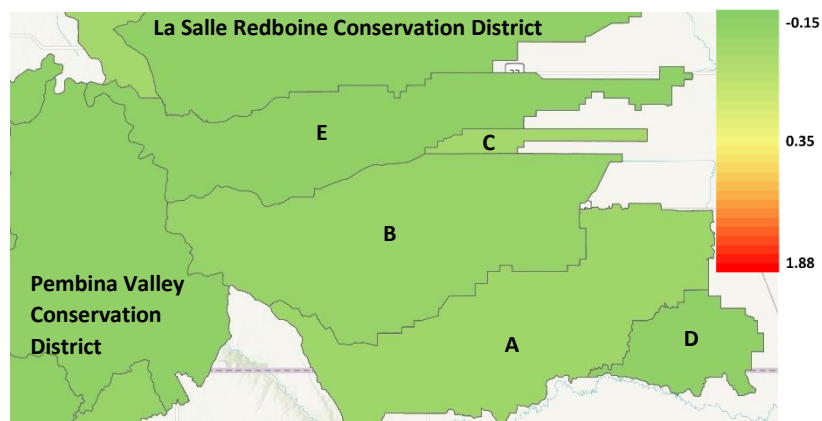 La Salle Redboine Conservation District
-0.15
E
C
0.35
B
1.88
Pembina Valley
Conservation
District
A
D